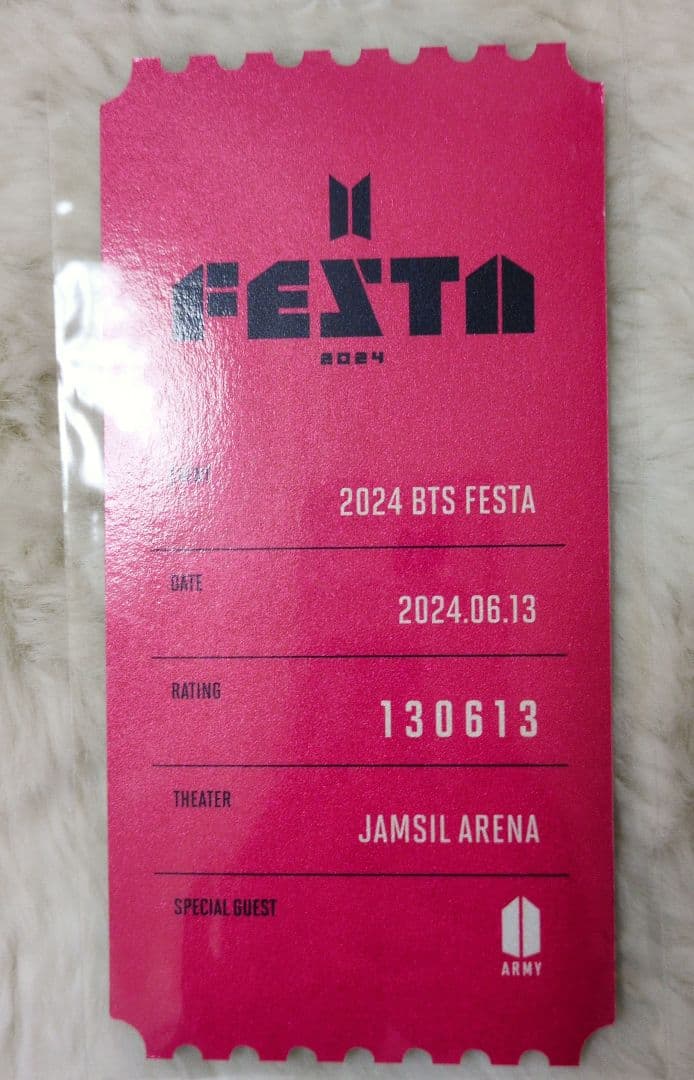 FESTA
2024
2024 BTS FESTA
DATE
2024.06.13
RATING
130613
THEATER
JAMSIL ARENA
SPECIAL GUEST
ARMY